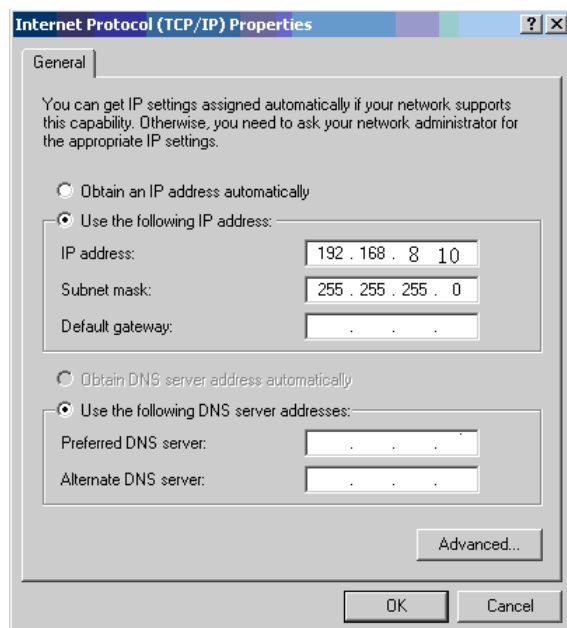 Internet Protocol (TCP/IP) Properties
General
You can get IP settings assigned automatically if your network supports
this capability. Otherwise, you need to ask your network administrator for
the appropriate IP settings.
Obtain an IP address automatically
Use the following IP address:
IP address: 192 . 168 . 8 10
Subnet mask: 255 . 255 . 255 . 0
Default gateway: . . .
Obtain DNS server address automatically
Use the following DNS server addresses:
Preferred DNS server: . . .
Alternate DNS server: . . .
Advanced...
OK Cancel